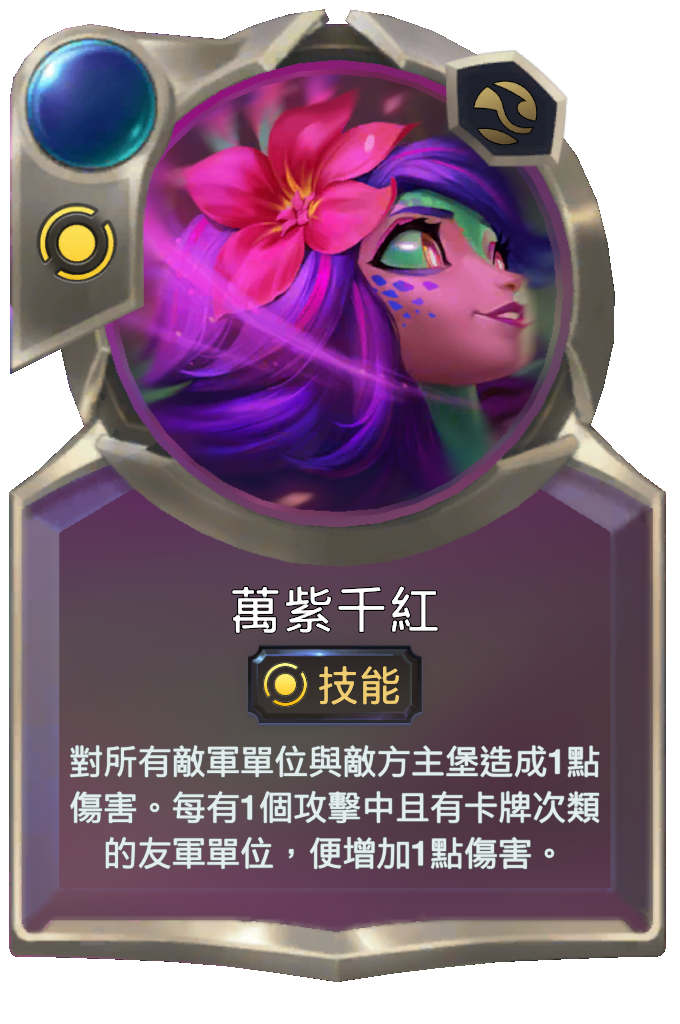 萬紫千紅
技能
對所有敵軍單位與敵方主堡造成1點
傷害。每有1個攻擊中且有卡牌次類
的友軍單位，便增加1點傷害。